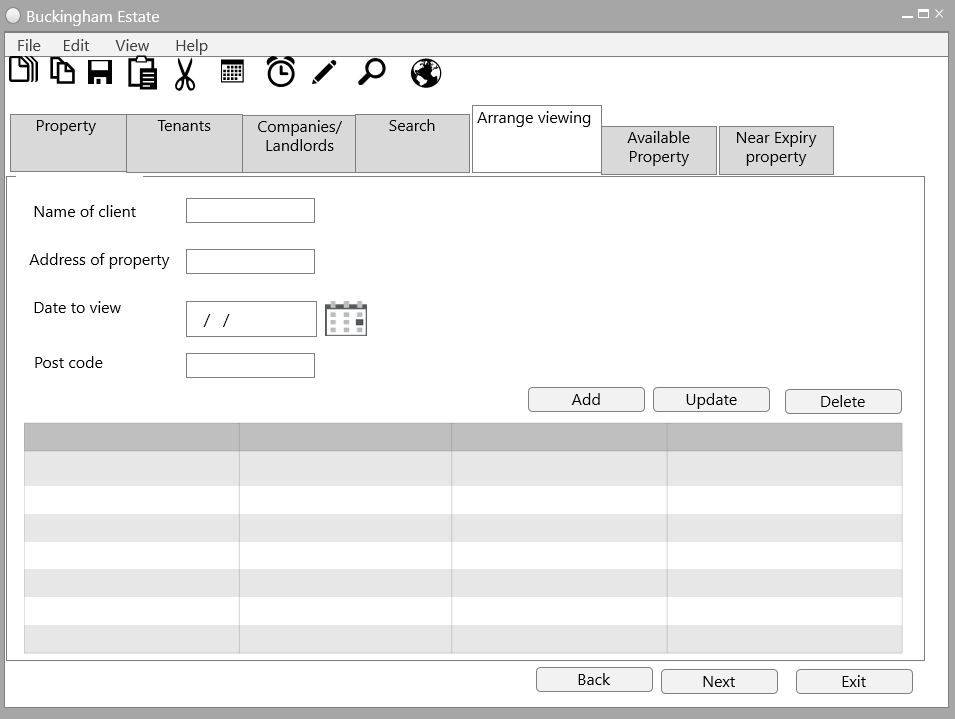 Buckingham Estate
File Edit View Help
Property
Tenants
Companies/
Landlords
Search
Arrange viewing
Available
Property
Near Expiry
property
Name of client
Address of property
Date to view
/ /
Post code
Add
Update
Delete
Back
Next
Exit